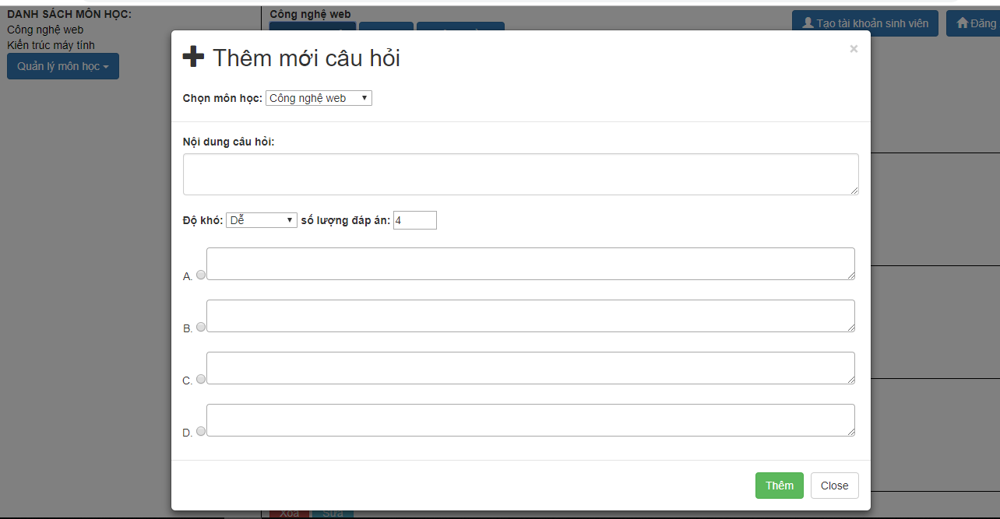 DANH SÁCH MÔN HỌC:
Công nghệ web
Kiến trúc máy tính
Quản lý môn học
Công nghệ web
Tạo tài khoản sinh viên
Đăng
Thêm mới câu hỏi
×
Chọn môn học: Công nghệ web
Nội dung câu hỏi:
Độ khó: Dễ số lượng đáp án: 4
A.
B.
C.
D.
Thêm Close
Xoá Sửa